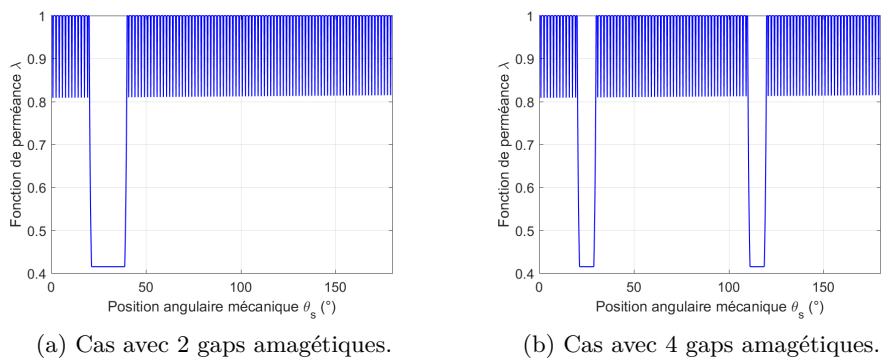 1
0.9
0.8
0.7
0.6
0.5
0.4
Fonction de perméance λ
0 50 100 150
Position angulaire mécanique θs (°)
(a) Cas avec 2 gaps amagétiques.
1
0.9
0.8
0.7
0.6
0.5
0.4
Fonction de perméance λ
0 50 100 150
Position angulaire mécanique θs (°)
(b) Cas avec 4 gaps amagétiques.